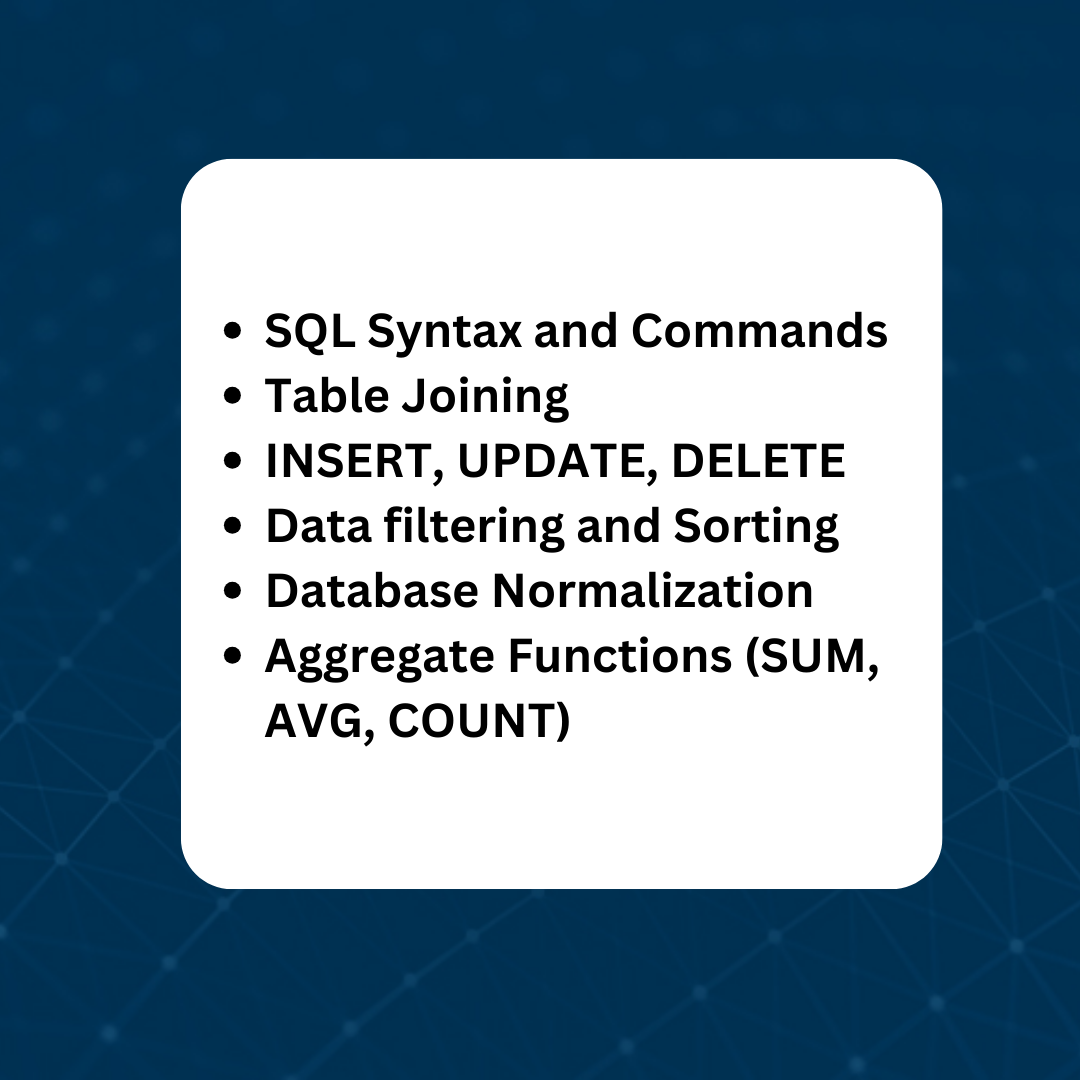 • SQL Syntax and Commands
• Table Joining
• INSERT, UPDATE, DELETE
• Data filtering and Sorting
• Database Normalization
• Aggregate Functions (SUM,
AVG, COUNT)